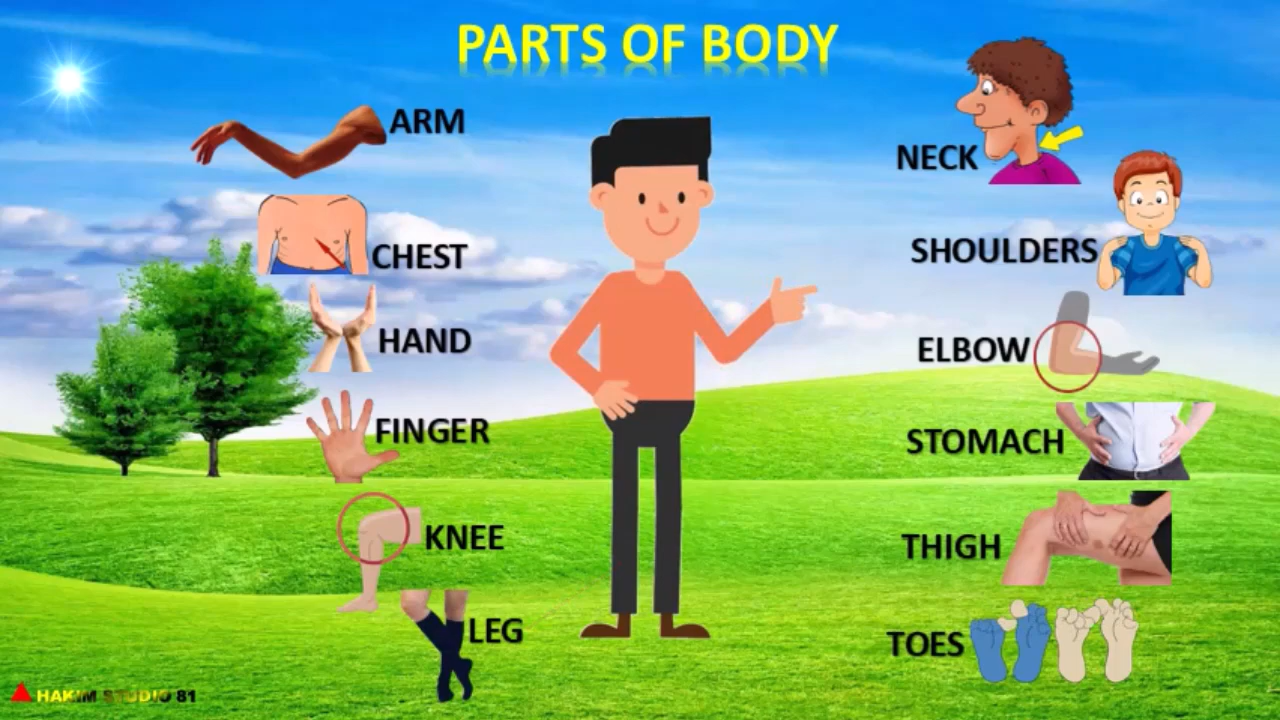 PARTS OF BODY
ARM
CHEST
HAND
FINGER
KNEE
LEG
NECK
SHOULDERS
ELBOW
STOMACH
THIGH
TOES
HAKIM STUDIO 81